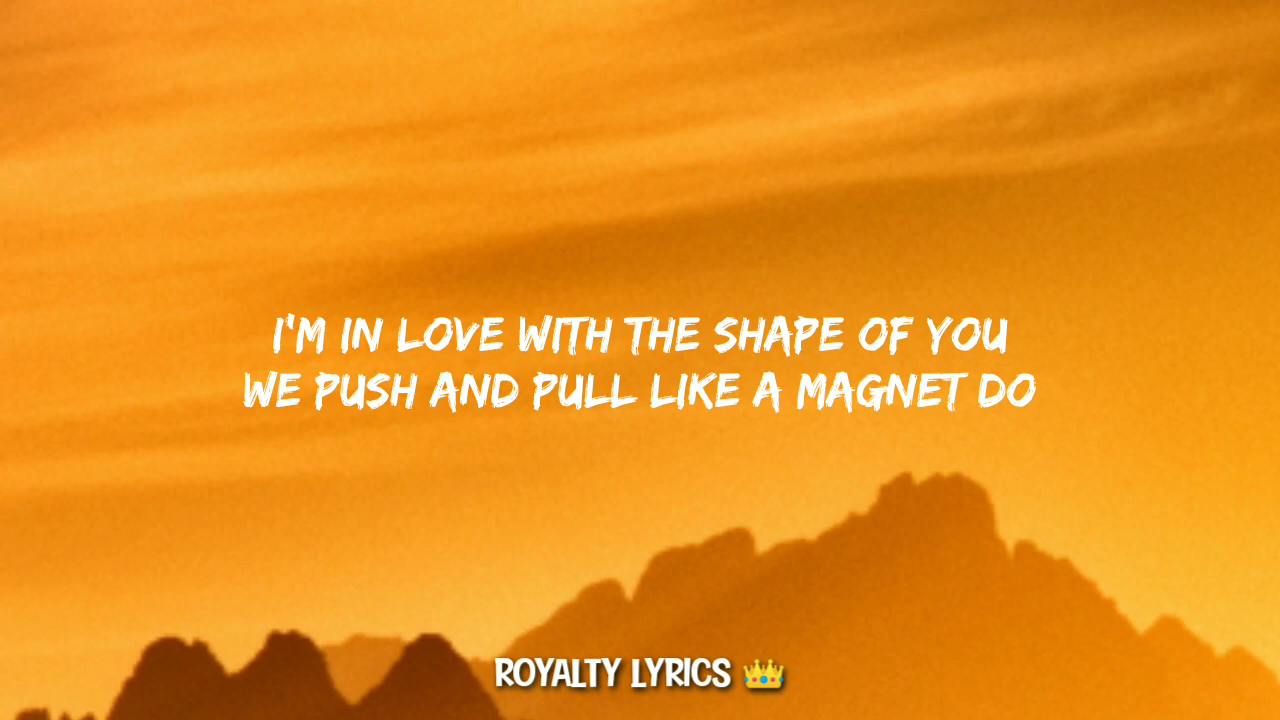 I'M IN LOVE WITH THE SHAPE OF YOU
WE PUSH AND PULL LIKE A MAGNET DO
ROYALTY LYRICS 👑